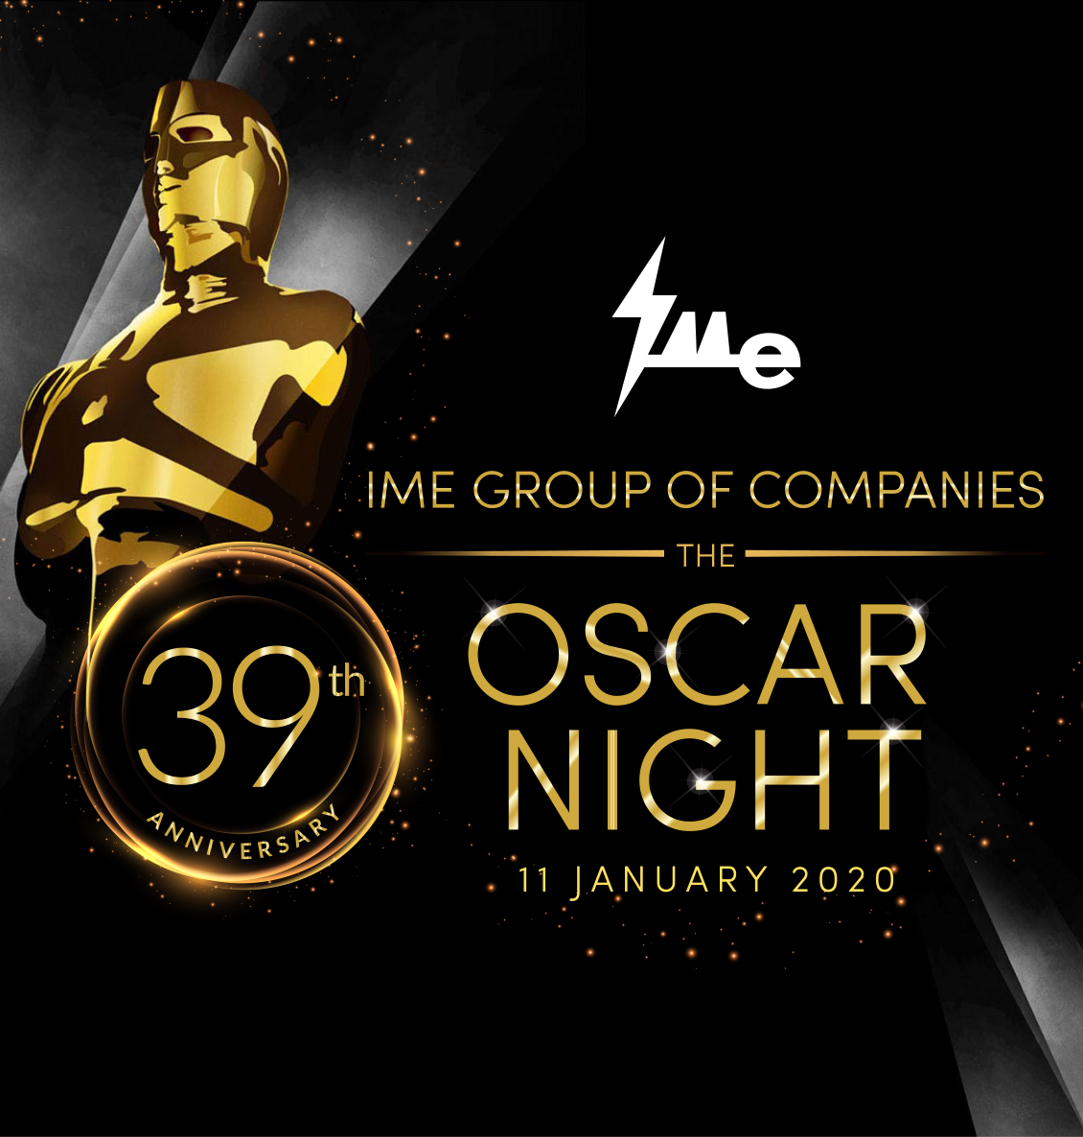 IMe
IME GROUP OF COMPANIES
THE
OSCAR
NIGHT
11 JANUARY 2020
39th
ANNIVERSARY